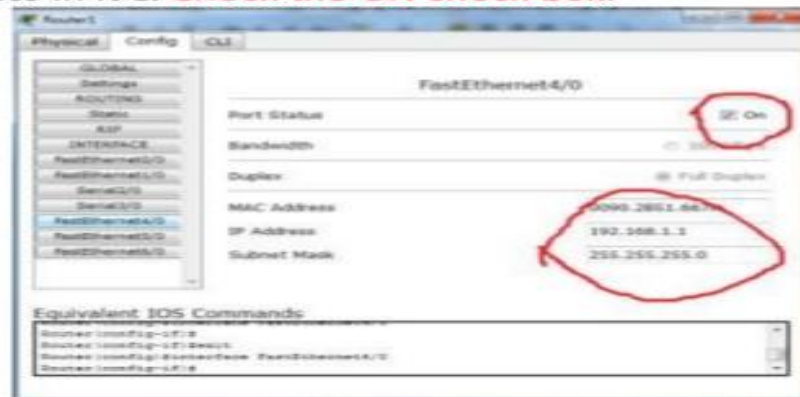 Router1
Physical Config CLI
GLOBAL
Settings
ROUTING
Static
RIP
INTERFACE
FastEthernet0/0
FastEthernet1/0
Serial2/0
Serial3/0
FastEthernet4/0
FastEthernet5/0
FastEthernet6/0
FastEthernet4/0
Port Status On
Bandwidth
Duplex Full Duplex
MAC Address
IP Address 192.168.1.1
Subnet Mask 255.255.255.0
Equivalent IOS Commands
Router(config-if)#
Router(config-if)#exit
Router(config)#interface FastEthernet4/0
Router(config-if)#